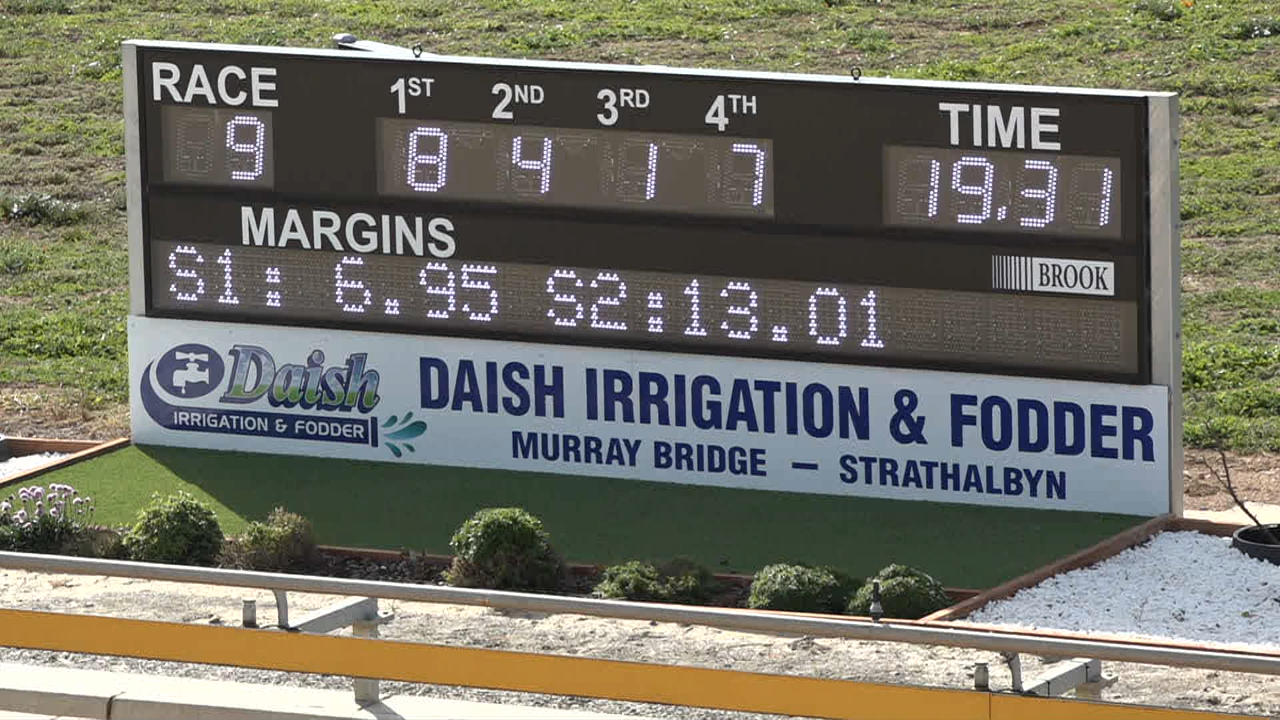 RACE 1ST 2ND 3RD 4TH TIME
9 8 4 1 7 19.31
MARGINS
BROOK
S1: 6.95 S2:13.01
Daish
IRRIGATION & FODDER
DAISH IRRIGATION & FODDER
MURRAY BRIDGE – STRATHALBYN